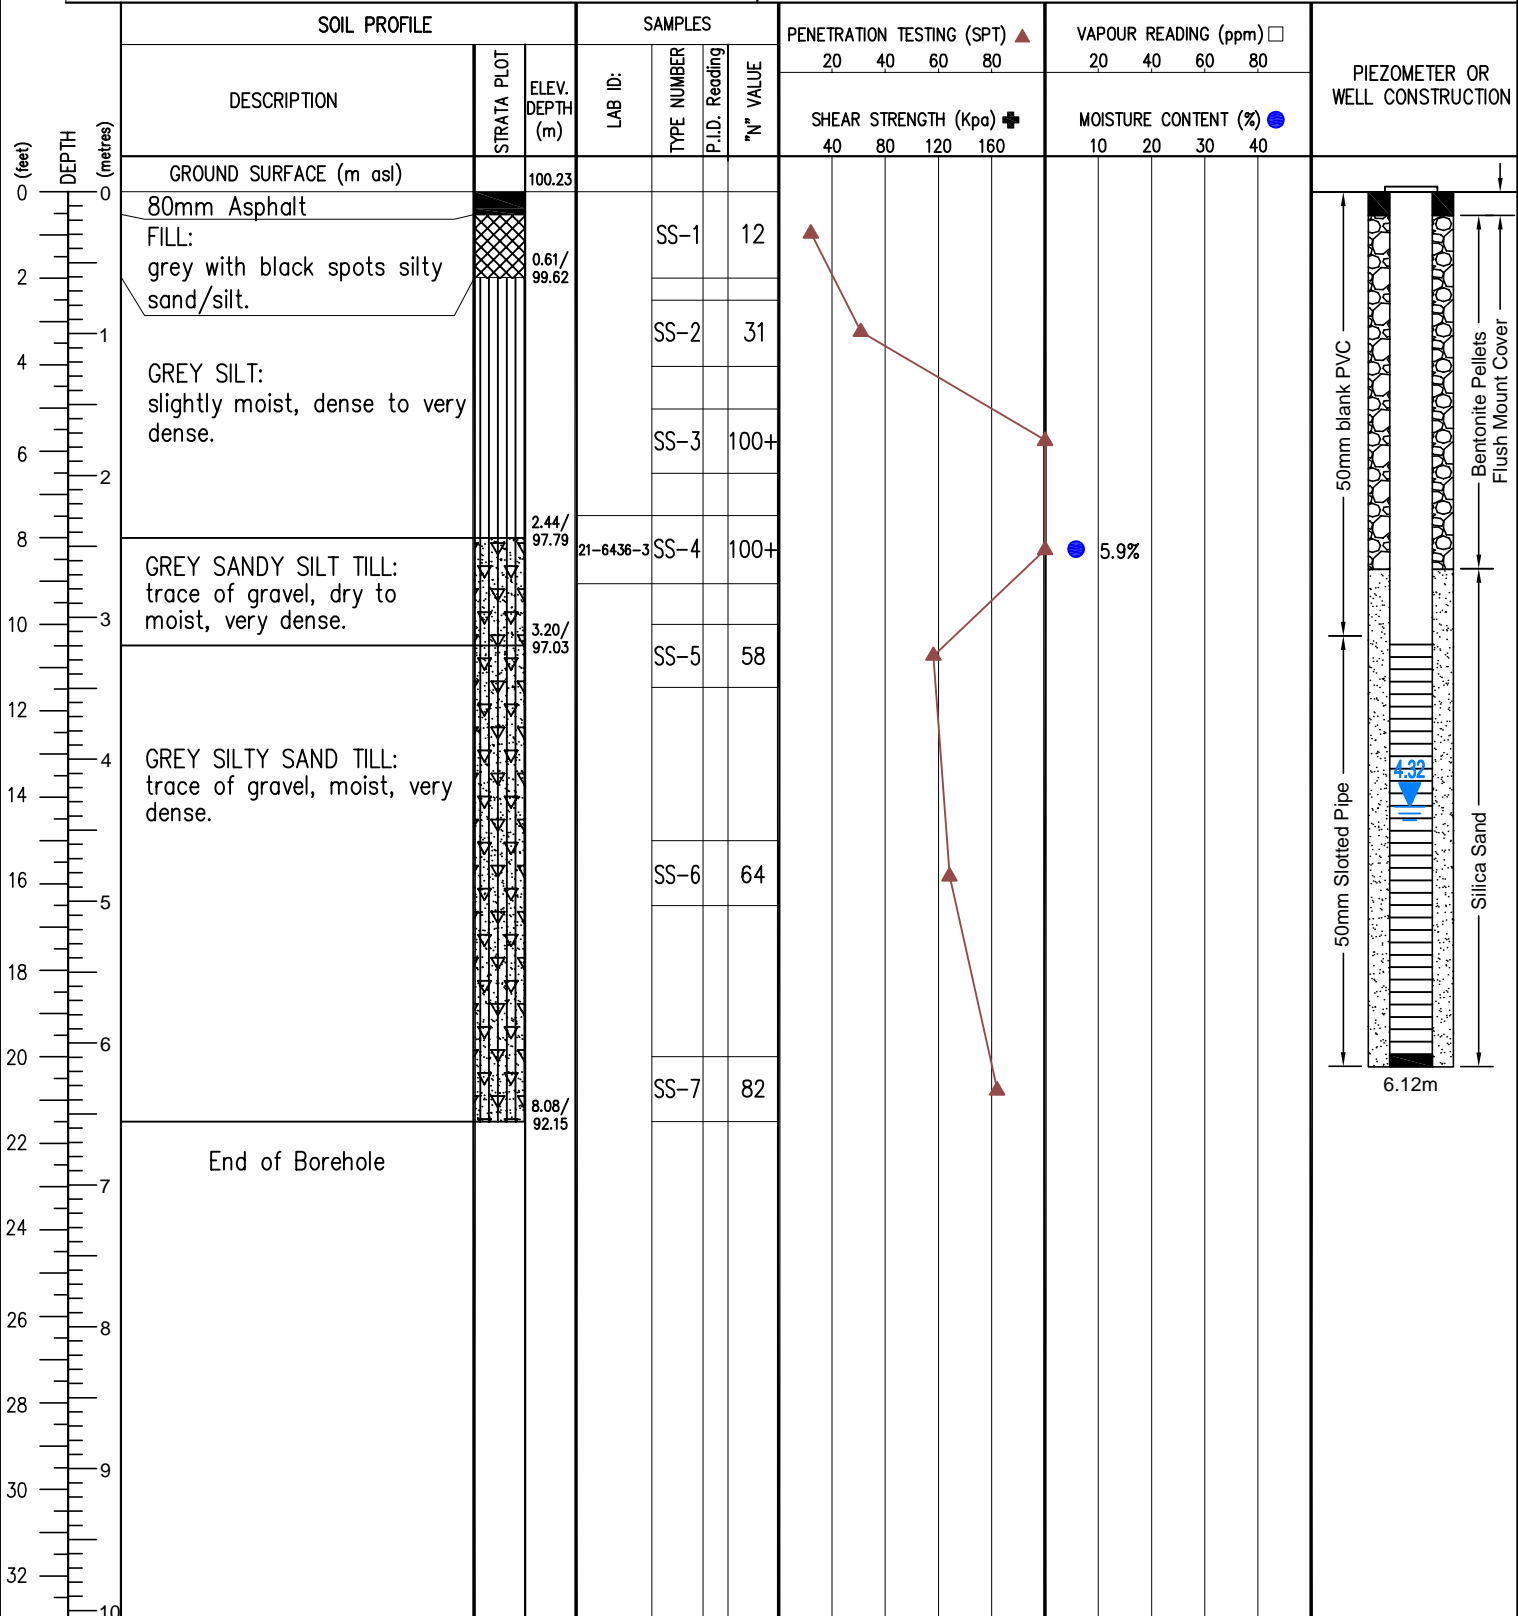 SOIL PROFILE
SAMPLES
PENETRATION TESTING (SPT)
20 40 60 80
SHEAR STRENGTH (Kpa)
40 80 120 160
VAPOUR READING (ppm)
20 40 60 80
MOISTURE CONTENT (%)
10 20 30 40
PIEZOMETER OR
WELL CONSTRUCTION
DEPTH
(feet)
(metres)
DESCRIPTION
STRATA PLOT
ELEV.
DEPTH
(m)
LAB ID:
TYPE NUMBER
P.I.D. Reading
"N" VALUE
GROUND SURFACE (m asl)
100.23
80mm Asphalt
FILL:
grey with black spots silty
sand/silt.
0.61/
99.62
GREY SILT:
slightly moist, dense to very
dense.
2.44/
97.79
GREY SANDY SILT TILL:
trace of gravel, dry to
moist, very dense.
3.20/
97.03
GREY SILTY SAND TILL:
trace of gravel, moist, very
dense.
8.08/
92.15
End of Borehole
SS-1 12
SS-2 31
SS-3 100+
21-6436-3 SS-4 100+
5.9%
SS-5 58
SS-6 64
SS-7 82
50mm blank PVC
50mm Slotted Pipe
Bentonite Pellets
Flush Mount Cover
Silica Sand
4.32
6.12m
0
2
4
6
8
10
12
14
16
18
20
22
24
26
28
30
32
0
1
2
3
4
5
6
7
8
9
10